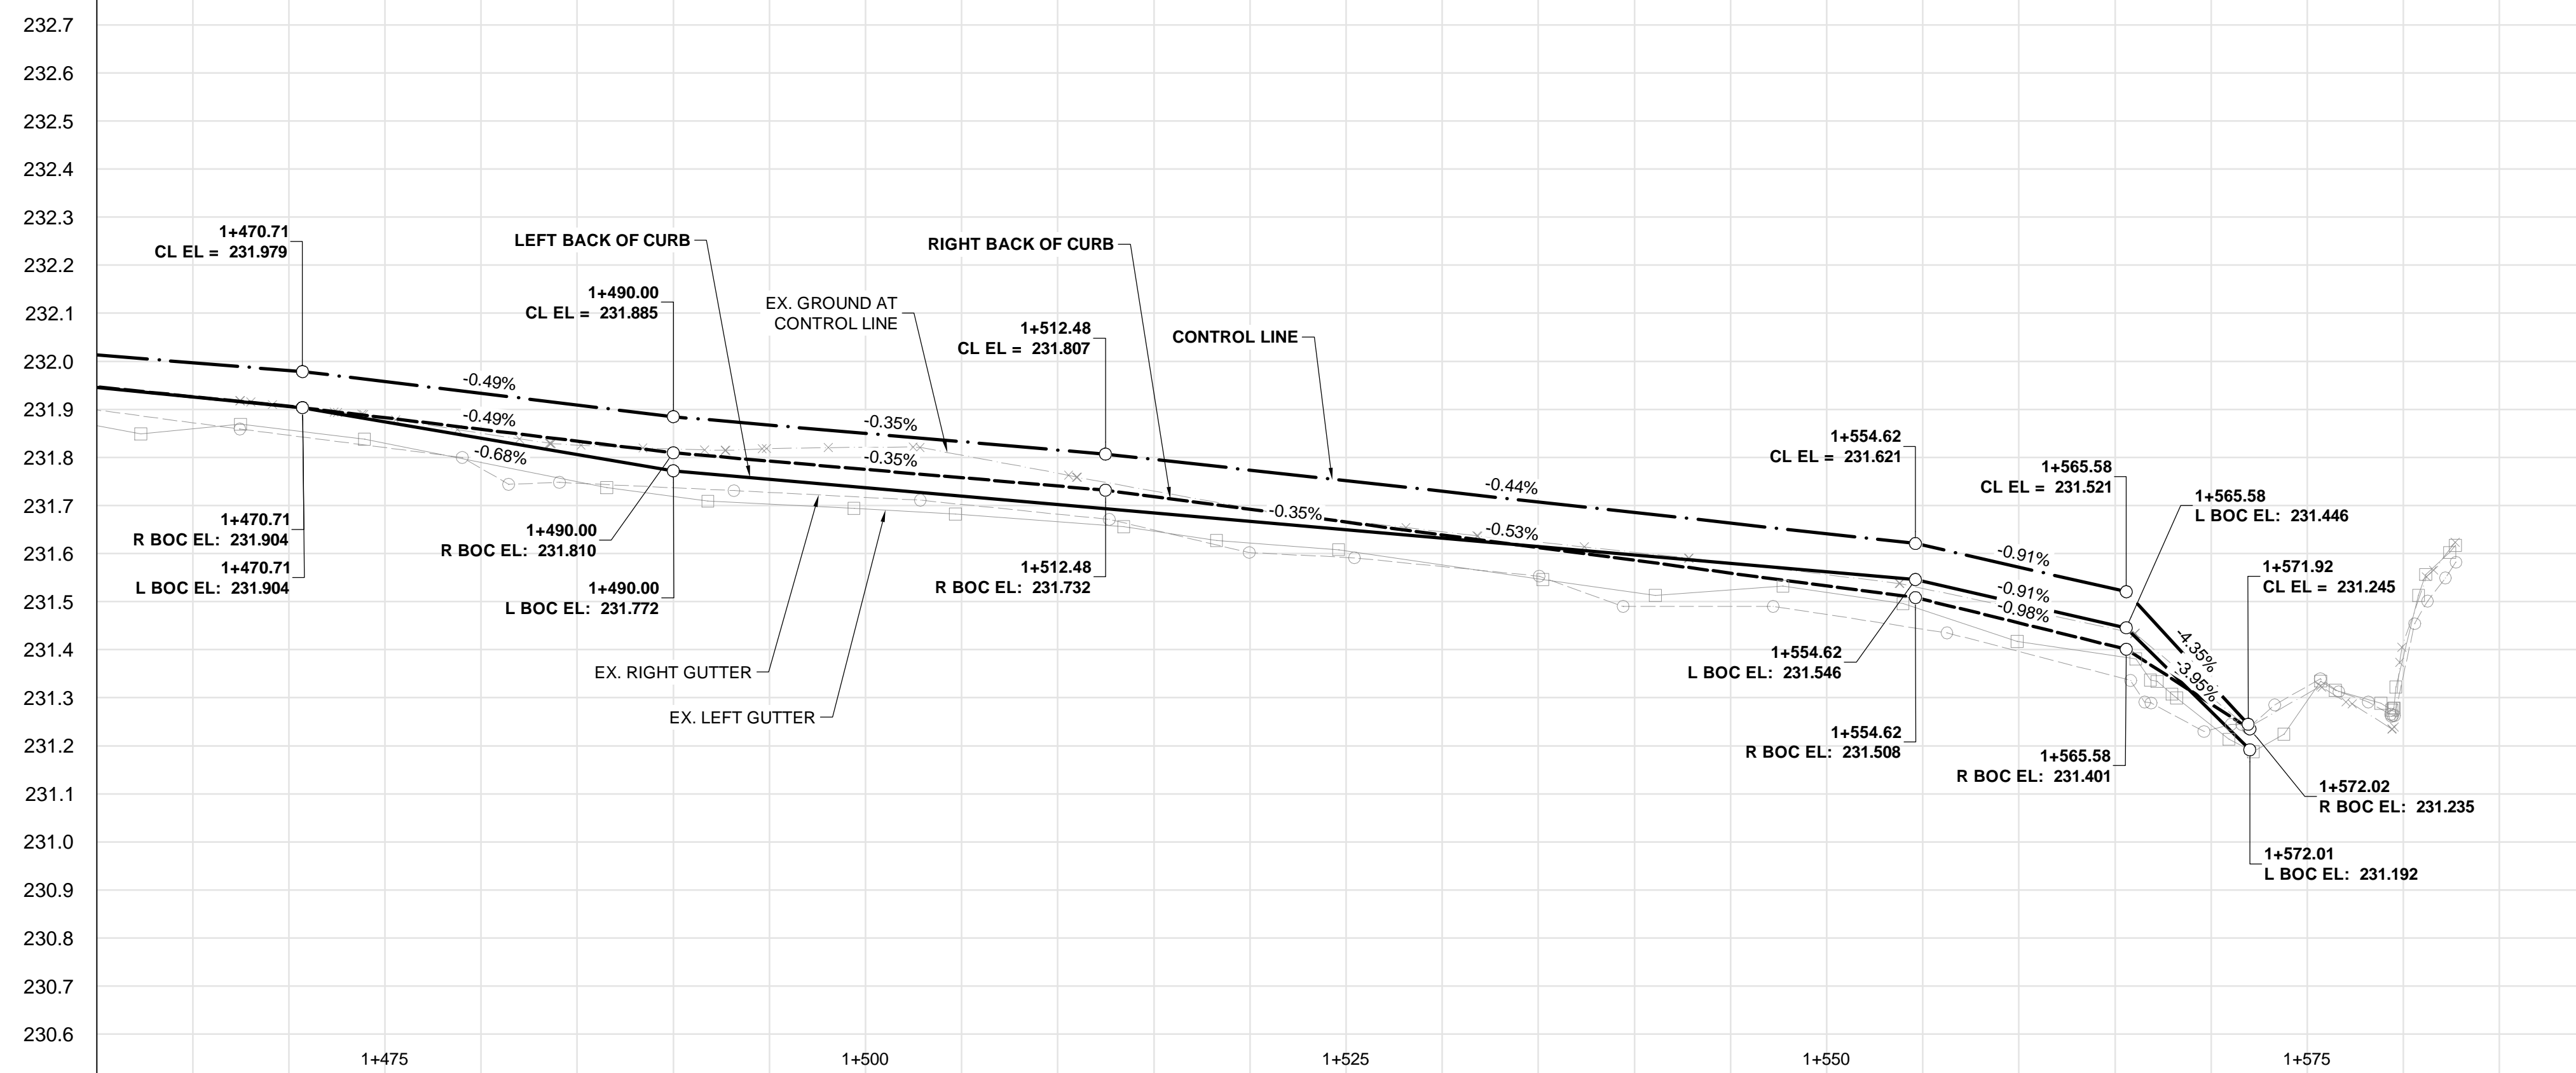 232.7
232.6
232.5
232.4
232.3
232.2
232.1
232.0
231.9
231.8
231.7
231.6
231.5
231.4
231.3
231.2
231.1
231.0
230.9
230.8
230.7
230.6
1+470.71
CL EL = 231.979
LEFT BACK OF CURB
RIGHT BACK OF CURB
1+490.00
CL EL = 231.885
EX. GROUND AT
CONTROL LINE
1+512.48
CL EL = 231.807
CONTROL LINE
-0.49%
-0.49%
-0.68%
-0.35%
-0.35%
-0.35%
-0.44%
-0.53%
1+554.62
CL EL = 231.621
1+565.58
CL EL = 231.521
1+565.58
L BOC EL: 231.446
-0.91%
-0.91%
-0.98%
1+571.92
CL EL = 231.245
-4.35%
-3.95%
1+470.71
R BOC EL: 231.904
1+470.71
L BOC EL: 231.904
1+490.00
R BOC EL: 231.810
1+490.00
L BOC EL: 231.772
1+512.48
R BOC EL: 231.732
EX. RIGHT GUTTER
EX. LEFT GUTTER
1+554.62
L BOC EL: 231.546
1+554.62
R BOC EL: 231.508
1+565.58
R BOC EL: 231.401
1+572.02
R BOC EL: 231.235
1+572.01
L BOC EL: 231.192
1+475
1+500
1+525
1+550
1+575